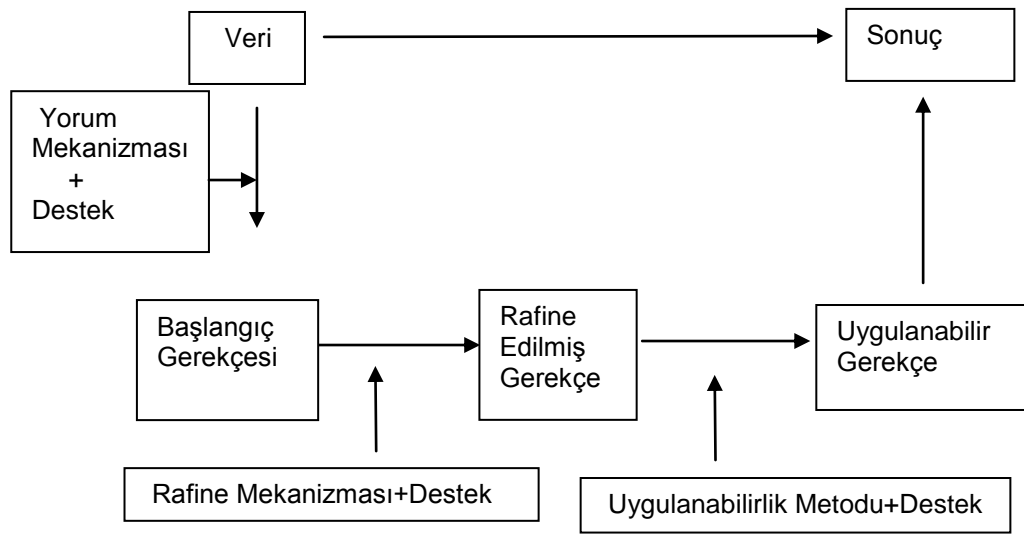 Veri
Sonuç
Yorum
Mekanizması
+
Destek
Başlangıç
Gerekçesi
Rafine
Edilmiş
Gerekçe
Uygulanabilir
Gerekçe
Rafine Mekanizması+Destek
Uygulanabilirlik Metodu+Destek